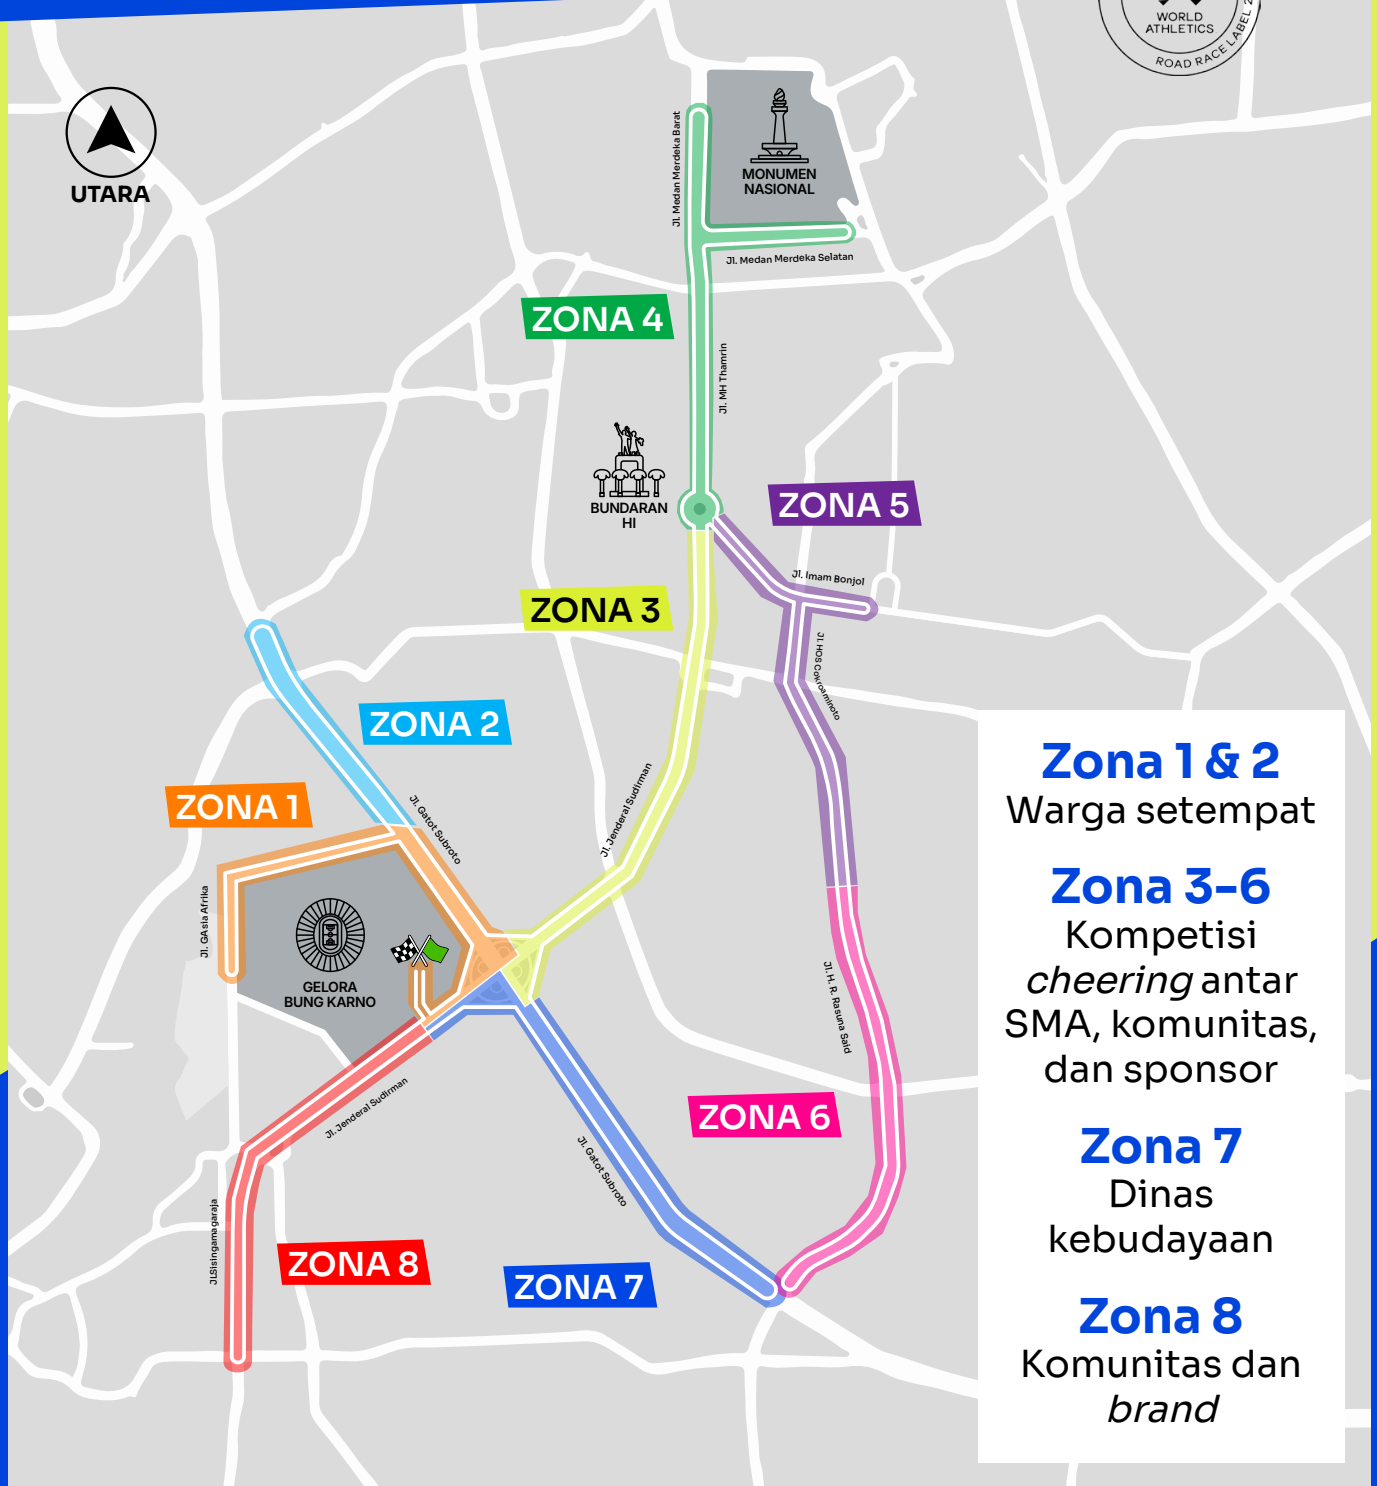 WORLD
ATHLETICS
ROAD RACE LABEL 2
UTARA
Jl. Medan Merdeka Barat
MONUMEN
NASIONAL
Jl. Medan Merdeka Selatan
ZONA 4
Jl. MH Thamrin
BUNDARAN
HI
ZONA 5
Jl. Imam Bonjol
ZONA 3
Jl. HOS Cokroaminoto
ZONA 2
ZONA 1
Jl. Gatot Subroto
Jl. Jenderal Sudirman
Jl. GAsia Afrika
GELORA
BUNG KARNO
Jl. H. R. Rasuna Said
Jl. Jenderal Sudirman
ZONA 6
Jl. Gatot Subroto
Jl.Sisingamagaraja
ZONA 8
ZONA 7
Zona 1 & 2
Warga setempat
Zona 3-6
Kompetisi
cheering antar
SMA, komunitas,
dan sponsor
Zona 7
Dinas
kebudayaan
Zona 8
Komunitas dan
brand